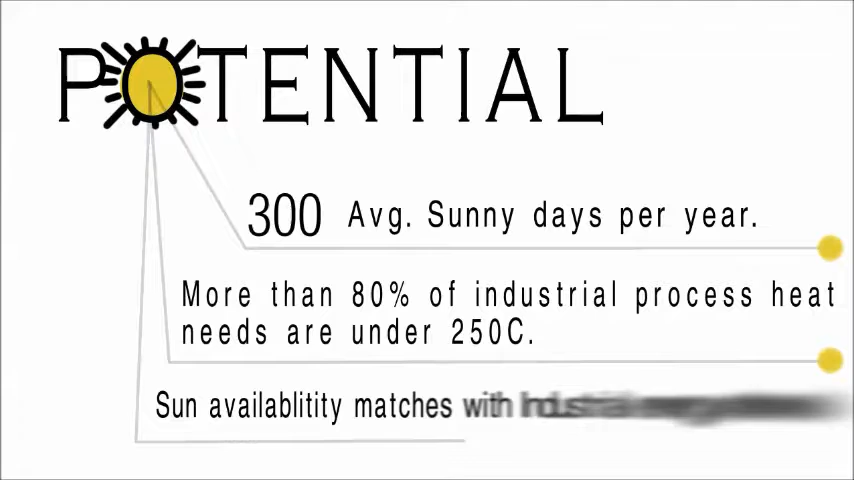 POTENTIAL
300 Avg. Sunny days per year.
More than 80% of industrial process heat
needs are under 250C.
Sun availablitity matches with Industrial